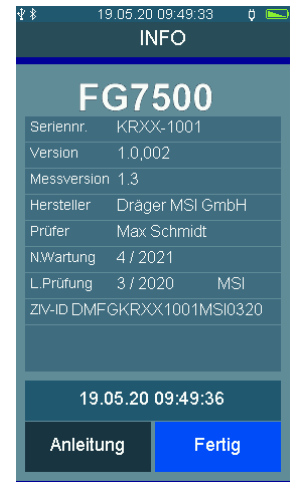 19.05.20 09:49:33
INFO
FG7500
Seriennr. KRXX-1001
Version 1.0,002
Messversion 1.3
Hersteller Dräger MSI GmbH
Prüfer Max Schmidt
N.Wartung 4 / 2021
L.Prüfung 3 / 2020 MSI
ZIV-ID DMFGKRXX1001MSI0320
19.05.20 09:49:36
Anleitung Fertig